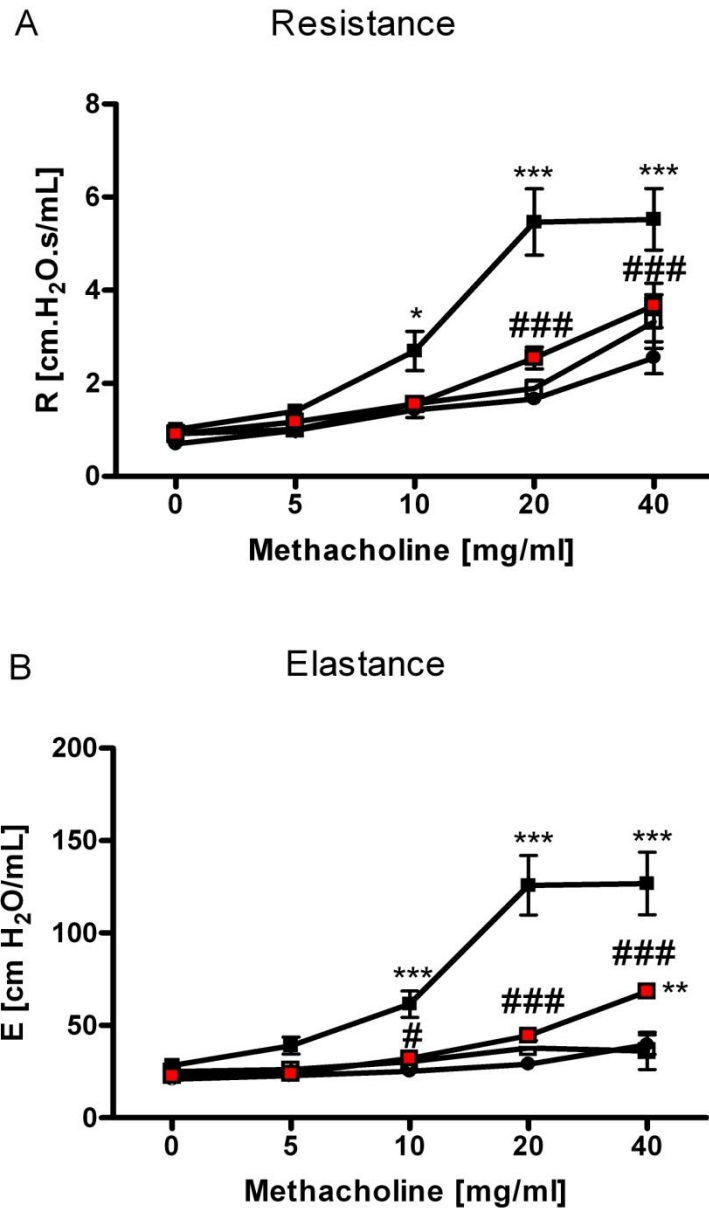 A Resistance
8
*** ***
6
###
* ###
4
2
0
R [cm.H₂O.s/mL]
0 5 10 20 40
Methacholine [mg/ml]
B Elastance
200
*** ***
150
100
###
*** ### **
50
#
0
E [cm H₂O/mL]
0 5 10 20 40
Methacholine [mg/ml]